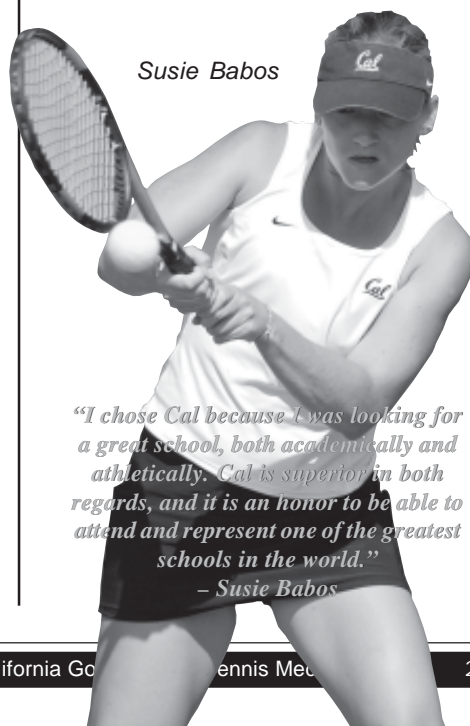 Susie Babos
Cal
Cal
“I chose Cal because I was looking for
a great school, both academically and
athletically. Cal is superior in both
regards, and it is an honor to be able to
attend and represent one of the greatest
schools in the world.”
– Susie Babos
ifornia Go ennis Med 2